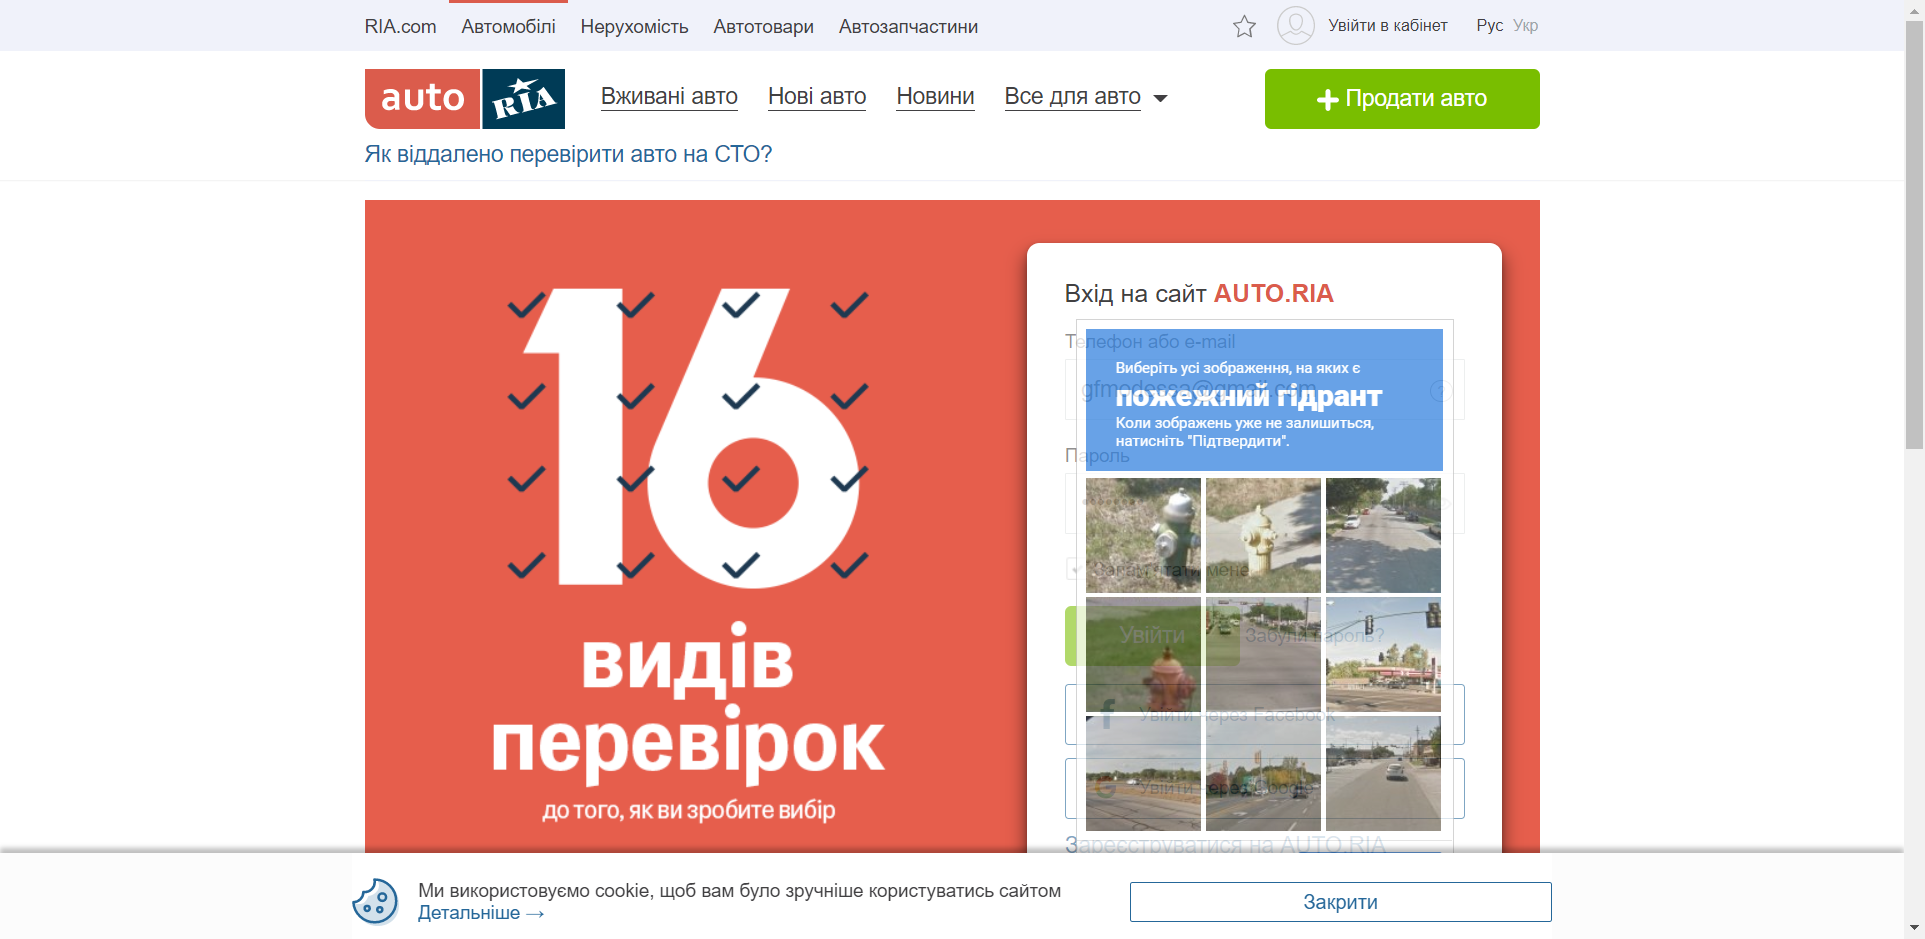 RIA.com Автомобілі Нерухомість Автотовари Автозапчастини
Увійти в кабінет Рус Укр
auto RIA
Вживані авто Нові авто Новини Все для авто
Продати авто
Як віддалено перевірити авто на СТО?
16
видів
перевірок
до того, як ви зробите вибір
Вхід на сайт AUTO.RIA
Телефон або e-mail
gfmodessa@gmail.com
Виберіть усі зображення, на яких є
пожежний гідрант
Коли зображень уже не залишиться,
натисніть "Підтвердити".
Пароль
Запам'ятати мене
Увійти
Забули пароль?
Увійти через Facebook
Увійти через Google
Зареєструватися на AUTO.RIA
Ми використовуємо cookie, щоб вам було зручніше користуватись сайтом
Детальніше →
Закрити